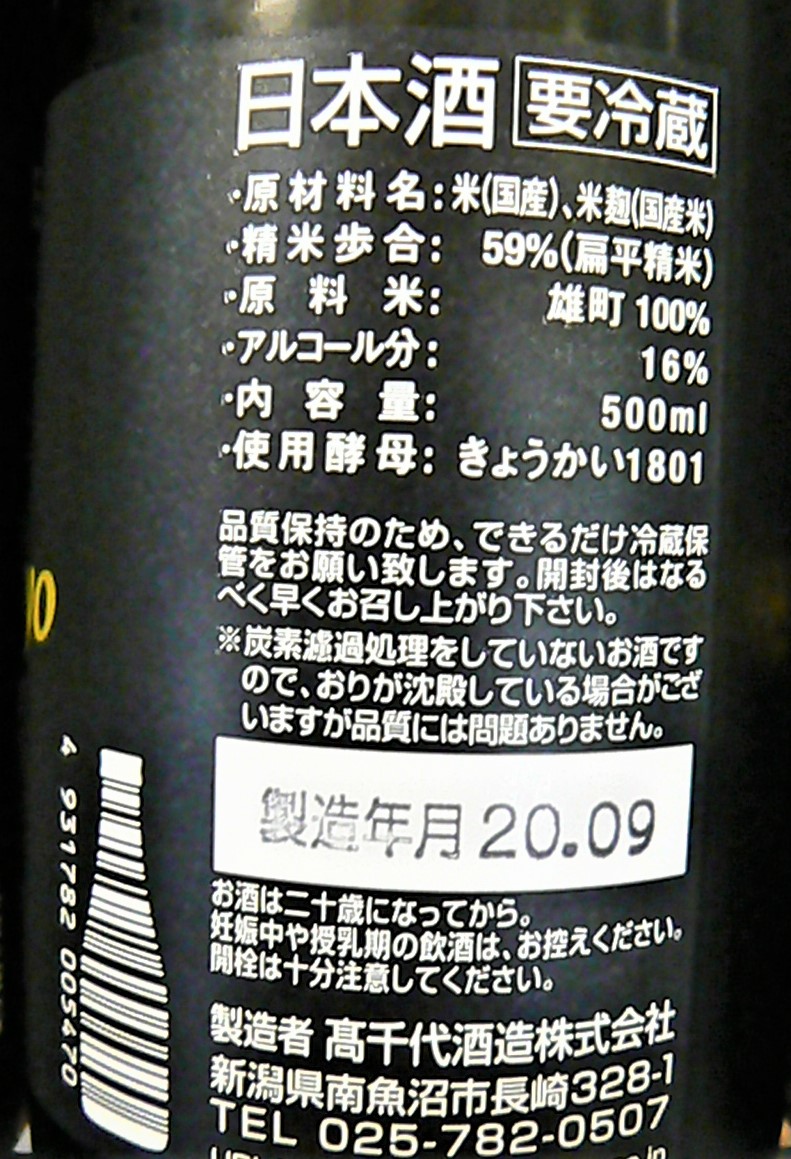 日本酒 要冷蔵
・原材料名:米(国産)、米麹(国産米)
・精米歩合: 59%(扁平精米)
・原料米: 雄町100%
・アルコール分: 16%
・内容量: 500ml
・使用酵母: きょうかい1801
品質保持のため、できるだけ冷蔵保
管をお願い致します。開封後はなる
べく早くお召し上がり下さい。
※炭素濾過処理をしていないお酒です
ので、おりが沈殿している場合がござ
いますが品質には問題ありません。
製造年月 20.09
お酒は二十歳になってから。
妊娠中や授乳期の飲酒は、お控えください。
開栓は十分注意してください。
製造者 髙千代酒造株式会社
新潟県南魚沼市長崎328-1
TEL 025-782-0507
4 931782 005470